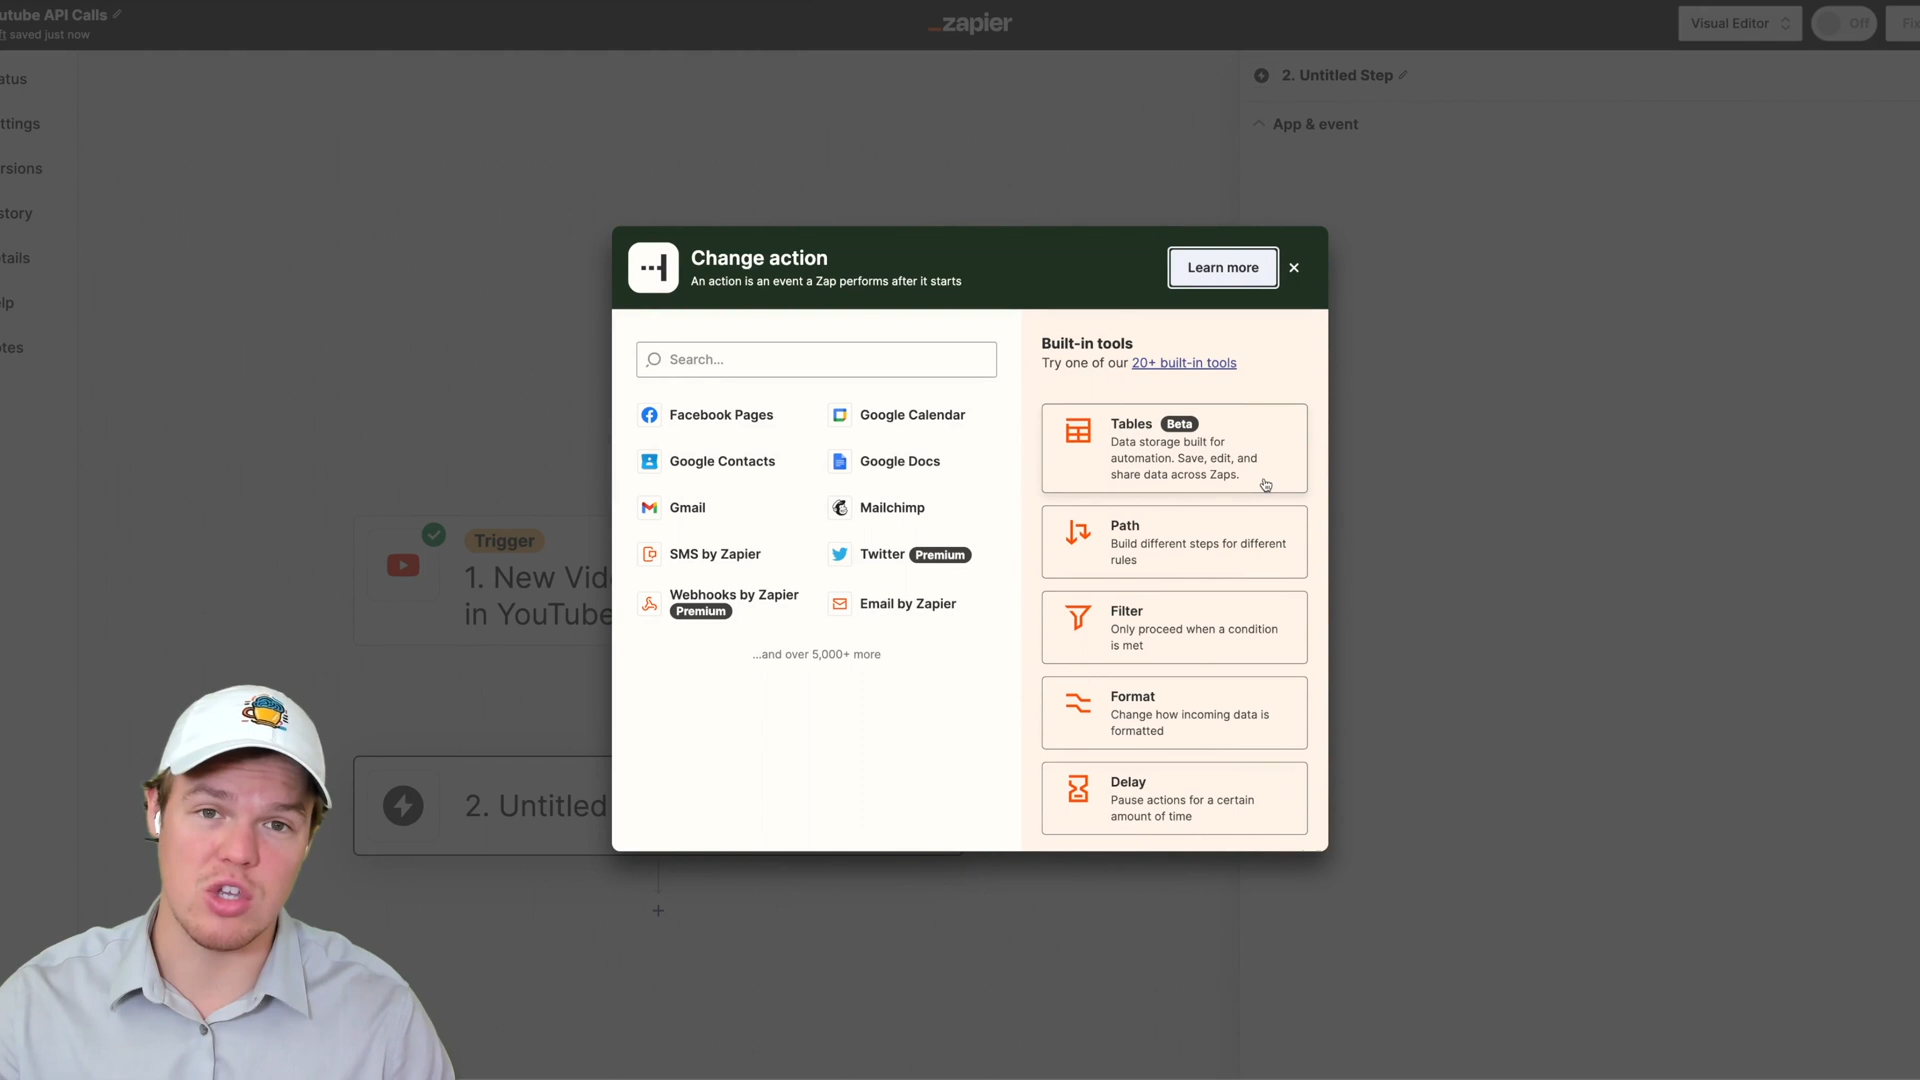 utube API Calls
ft saved just now
zapier
Visual Editor
Off
Fix
atus
ttings
rsions
story
etails
elp
otes
2. Untitled Step
App & event
Change action
An action is an event a Zap performs after it starts
Learn more
Search...
Facebook Pages
Google Calendar
Google Contacts
Google Docs
Gmail
Mailchimp
SMS by Zapier
Twitter Premium
Webhooks by Zapier
Premium
Email by Zapier
...and over 5,000+ more
Built-in tools
Try one of our 20+ built-in tools
Tables Beta
Data storage built for
automation. Save, edit, and
share data across Zaps.
Path
Build different steps for different
rules
Filter
Only proceed when a condition
is met
Format
Change how incoming data is
formatted
Delay
Pause actions for a certain
amount of time
Trigger
1. New Vide
in YouTube
2. Untitled